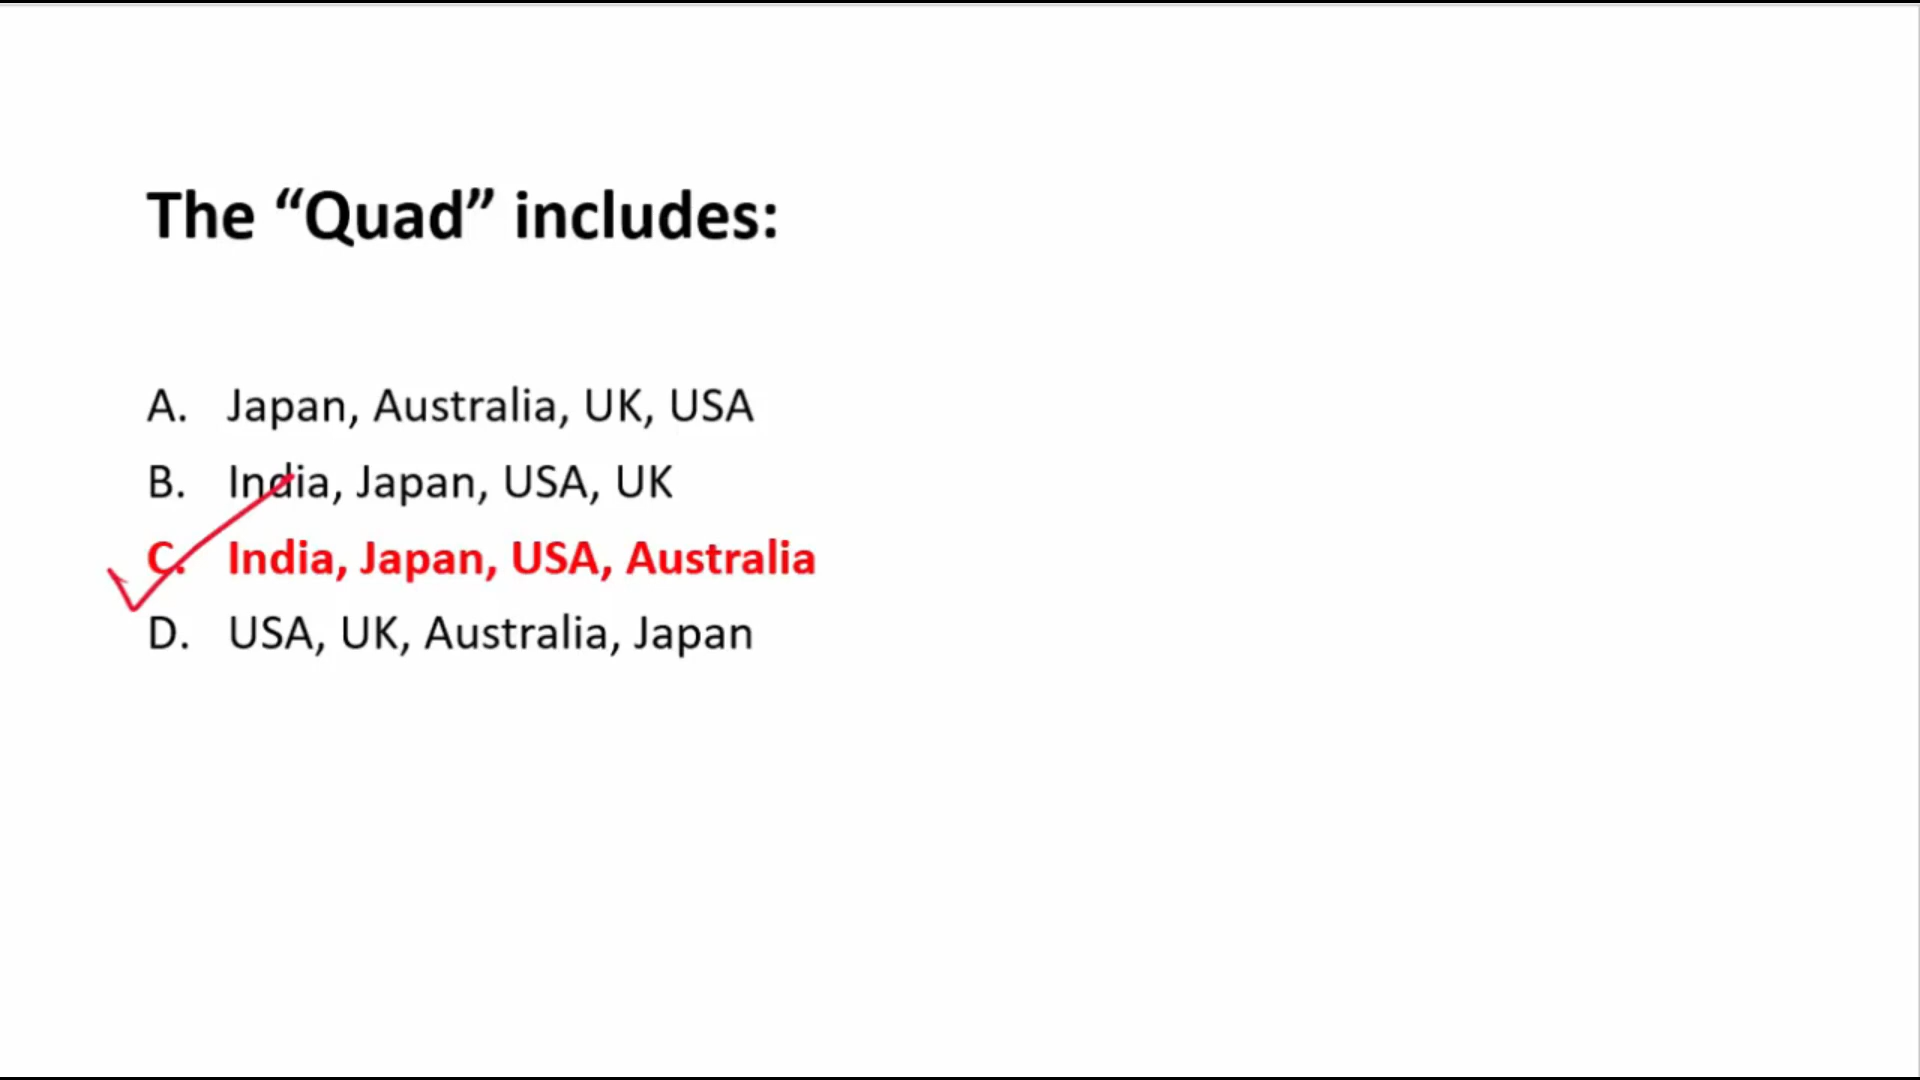 The “Quad” includes:
A. Japan, Australia, UK, USA
B. India, Japan, USA, UK
C. India, Japan, USA, Australia
D. USA, UK, Australia, Japan